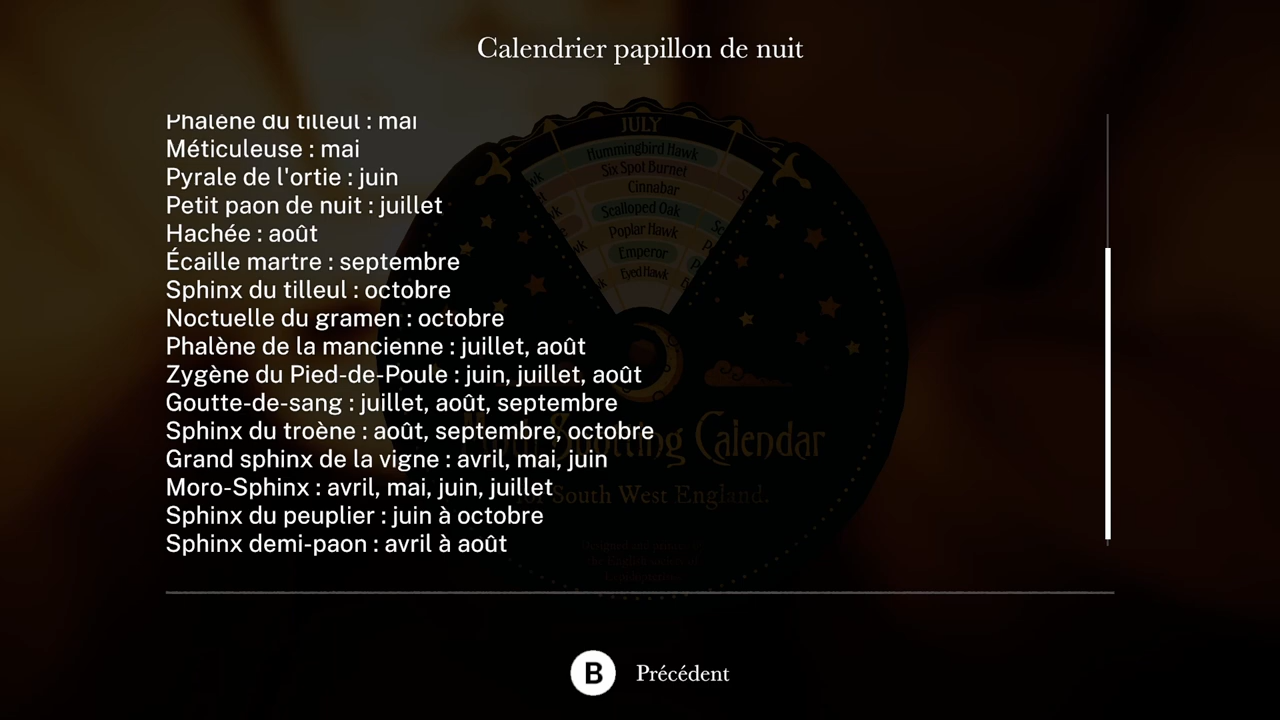 Calendrier papillon de nuit
Phalène du tilleul : mai
Méticuleuse : mai
Pyrale de l'ortie : juin
Petit paon de nuit : juillet
Hachée : août
Écaille martre : septembre
Sphinx du tilleul : octobre
Noctuelle du gramen : octobre
Phalène de la mancienne : juillet, août
Zygène du Pied-de-Poule : juin, juillet, août
Goutte-de-sang : juillet, août, septembre
Sphinx du troène : août, septembre, octobre
Grand sphinx de la vigne : avril, mai, juin
Moro-Sphinx : avril, mai, juin, juillet
Sphinx du peuplier : juin à octobre
Sphinx demi-paon : avril à août
JULY
Hummingbird Hawk
Six Spot Burnet
Cinnabar
Scalloped Oak
Poplar Hawk
Emperor
Eyed Hawk
Spotting Calendar
South West England.
B Précédent